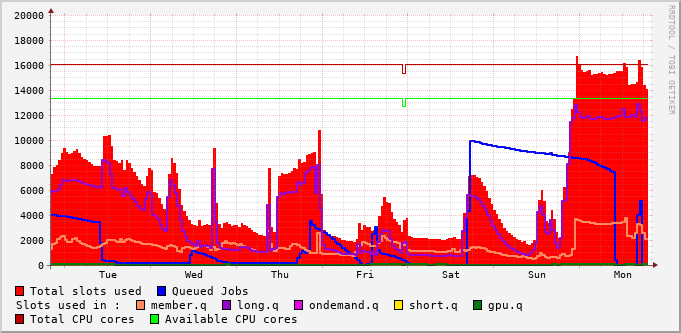 20000
18000
16000
14000
12000
10000
8000
6000
4000
2000
0
Tue Wed Thu Fri Sat Sun Mon
RRDTOOL / TOBI OETIKER
Total slots used Queued Jobs
Slots used in : member.q long.q ondemand.q short.q gpu.q
Total CPU cores Available CPU cores